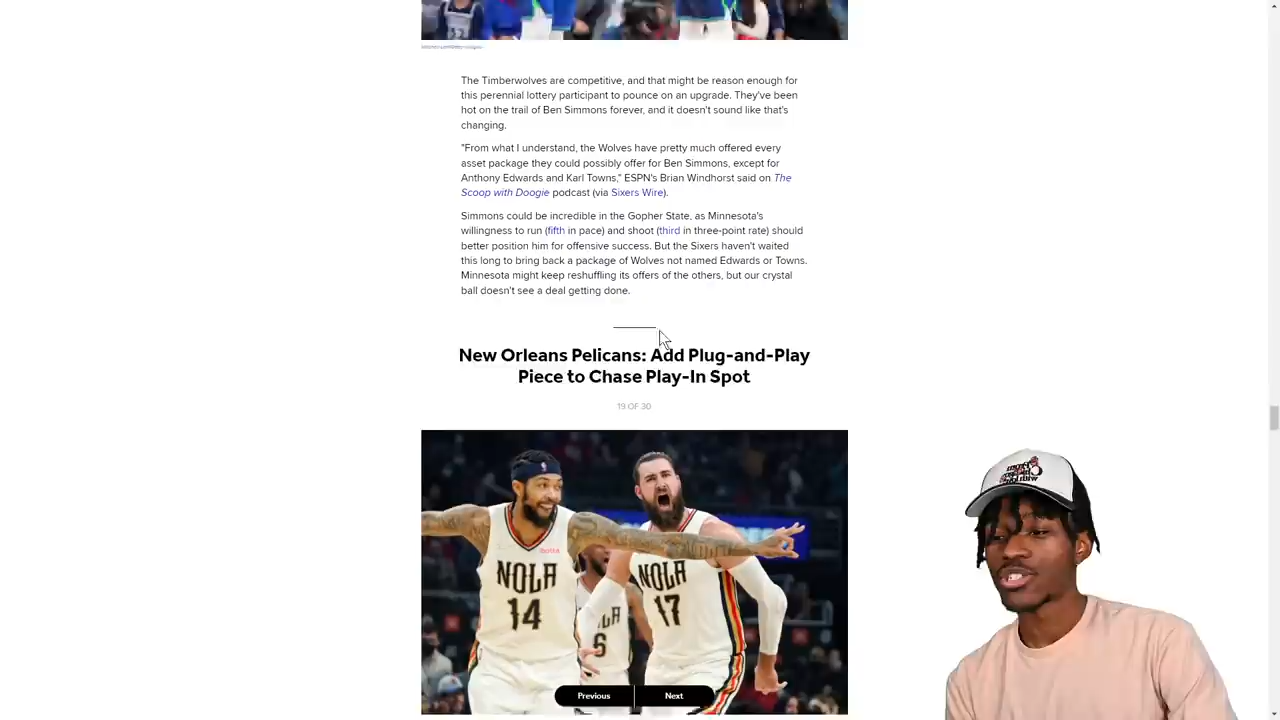 The Timberwolves are competitive, and that might be reason enough for
this perennial lottery participant to pounce on an upgrade. They've been
hot on the trail of Ben Simmons forever, and it doesn't sound like that's
changing.
"From what I understand, the Wolves have pretty much offered every
asset package they could possibly offer for Ben Simmons, except for
Anthony Edwards and Karl Towns," ESPN's Brian Windhorst said on The
Scoop with Doogie podcast (via Sixers Wire).
Simmons could be incredible in the Gopher State, as Minnesota's
willingness to run (fifth in pace) and shoot (third in three-point rate) should
better position him for offensive success. But the Sixers haven't waited
this long to bring back a package of Wolves not named Edwards or Towns.
Minnesota might keep reshuffling its offers of the others, but our crystal
ball doesn't see a deal getting done.
New Orleans Pelicans: Add Plug-and-Play
Piece to Chase Play-In Spot
19 OF 30
ibotta
NOLA
14
NOLA
17
5
Previous
Next